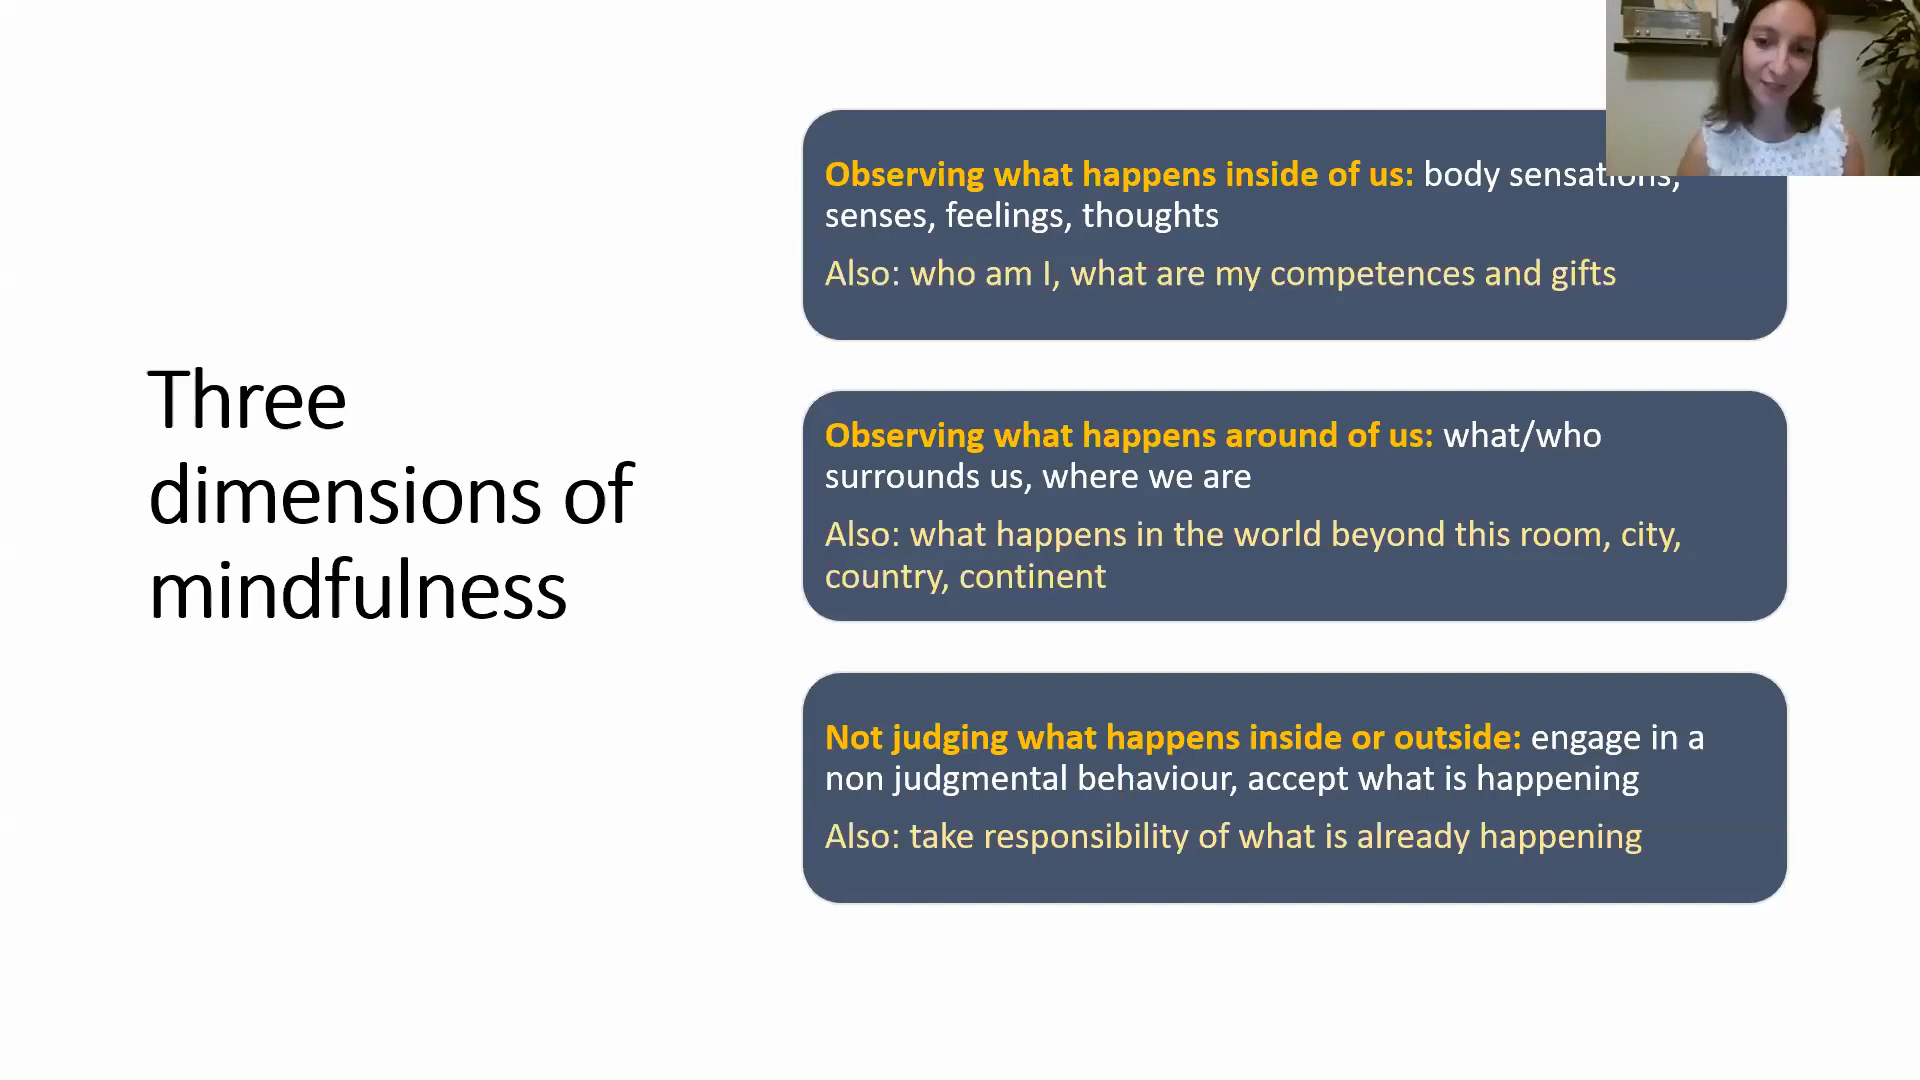 Three
dimensions of
mindfulness
Observing what happens inside of us: body sensations,
senses, feelings, thoughts
Also: who am I, what are my competences and gifts
Observing what happens around of us: what/who
surrounds us, where we are
Also: what happens in the world beyond this room, city,
country, continent
Not judging what happens inside or outside: engage in a
non judgmental behaviour, accept what is happening
Also: take responsibility of what is already happening